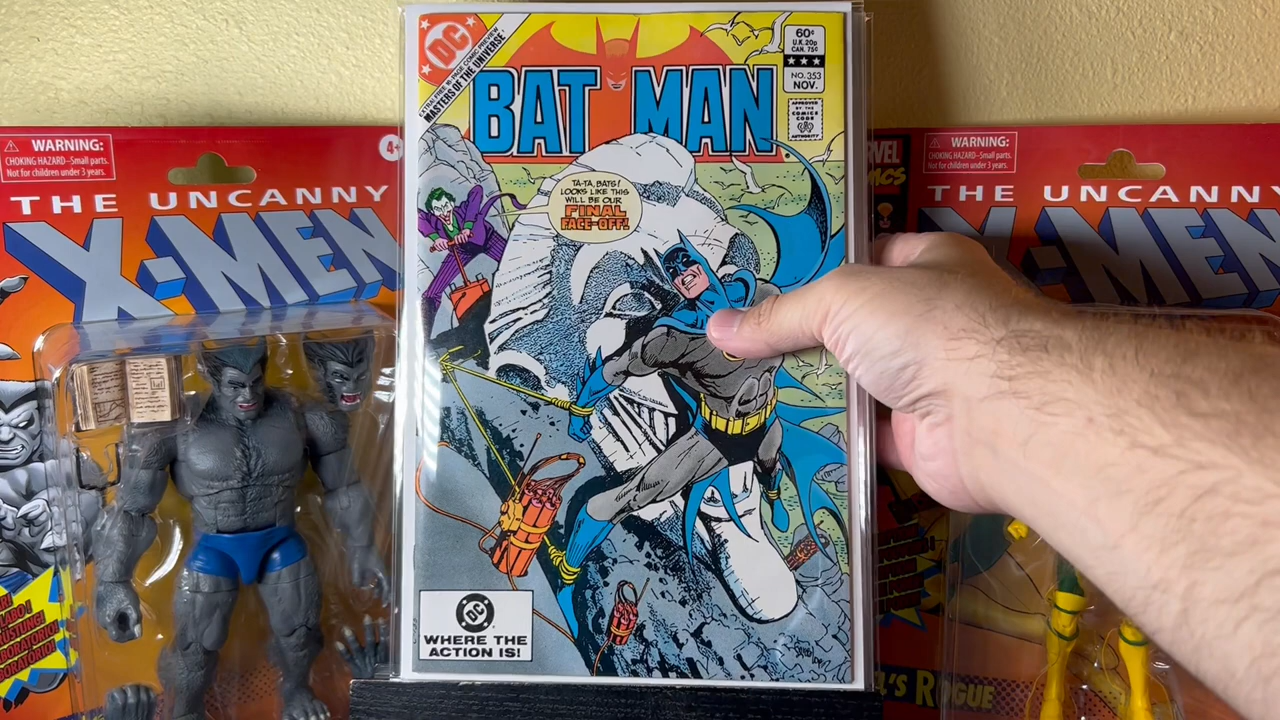 DC
EXTRA! FREE 16-PAGE COMIC PREVIEW
MASTERS OF THE UNIVERSE
BATMAN
60¢
U.K. 20p
CAN. 75¢
NO. 353
NOV.
APPROVED
BY THE
COMICS
CODE
AUTHORITY
TA-TA, BATS!
LOOKS LIKE THIS
WILL BE OUR
FINAL
FACE-OFF!
DC
WHERE THE
ACTION IS!
WARNING:
CHOKING HAZARD–Small parts.
Not for children under 3 years.
4+
THE UNCANNY
X-MEN
WARNING:
CHOKING HAZARD–Small parts.
Not for children under 3 years.
THE UNCANNY
X-MEN
ROGUE